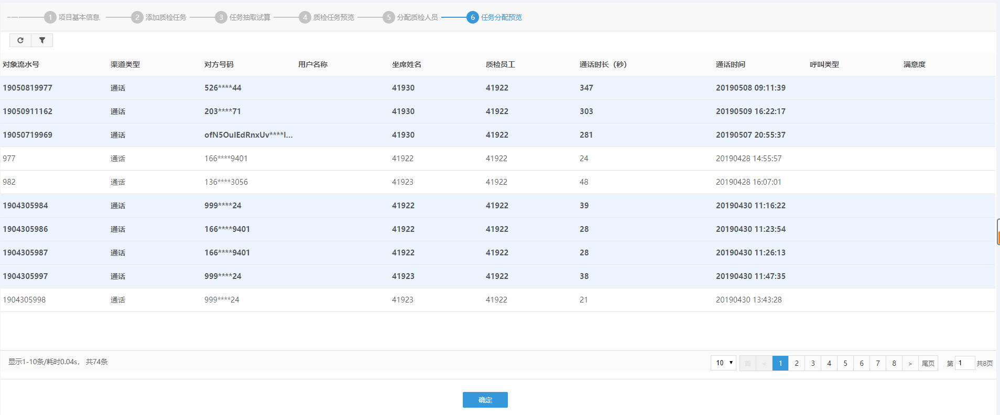 1 项目基本信息 2 添加质检任务 3 任务抽取试算 4 质检任务预览 5 分配质检人员 6 任务分配预览
对象流水号 渠道类型 对方号码 用户名称 坐席姓名 质检员工 通话时长（秒） 通话时间 呼叫类型 满意度
19050819977 通话 526****44 41930 41922 347 20190508 09:11:39
19050911162 通话 203****71 41930 41922 303 20190509 16:22:17
19050719969 通话 ofN5OuIEdRnxUv****I... 41930 41922 281 20190507 20:55:37
977 通话 166****9401 41922 41922 24 20190428 14:55:57
982 通话 136****3056 41923 41922 48 20190428 16:07:01
1904305984 通话 999****24 41922 41922 39 20190430 11:16:22
1904305986 通话 166****9401 41922 41922 28 20190430 11:23:54
1904305987 通话 166****9401 41922 41922 28 20190430 11:26:13
1904305997 通话 999****24 41923 41922 38 20190430 11:47:35
1904305998 通话 999****24 41923 41922 21 20190430 13:43:28
显示1-10条/耗时0.04s， 共74条 10 首 < 1 2 3 4 5 6 7 8 > 尾页 第 1 共8页
确定